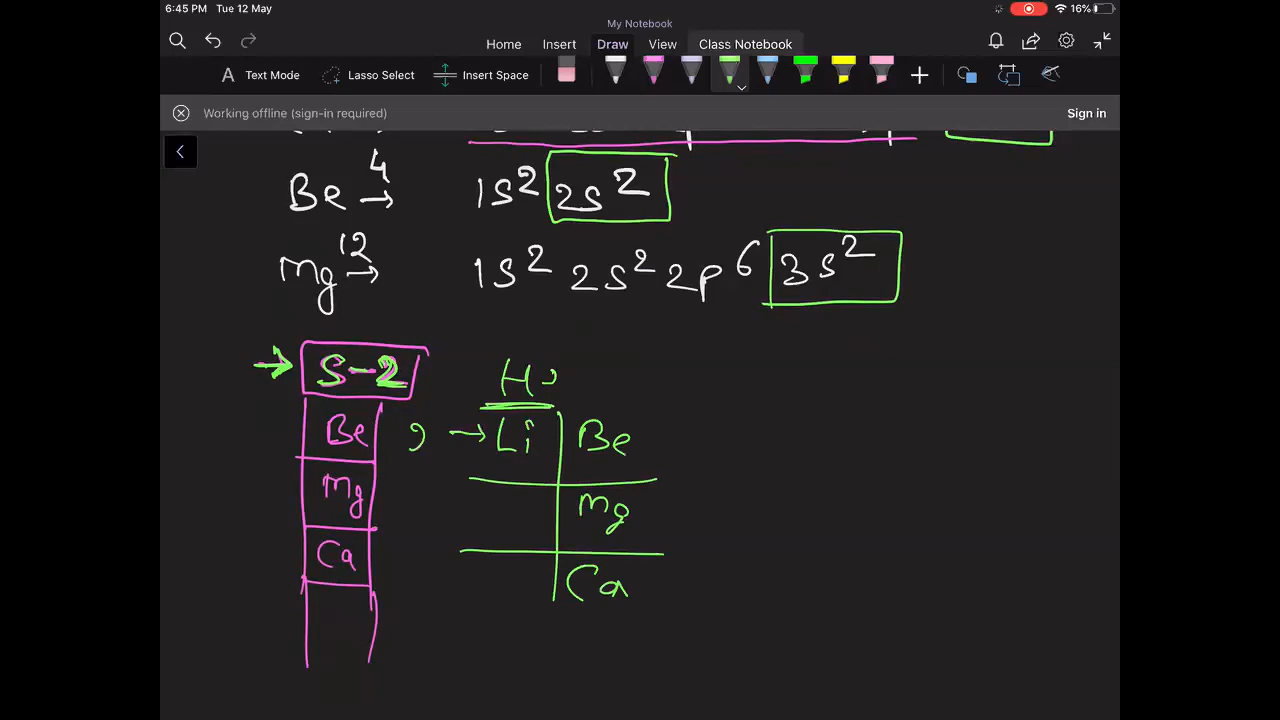 6:45 PM Tue 12 May
16%
My Notebook
Home Insert Draw View Class Notebook
Text Mode Lasso Select Insert Space
Working offline (sign-in required) Sign in
Be →4 1s² 2s²
Mg →12 1s² 2s² 2p⁶ 3s²
→ S-2 H,
Be , → Li Be
Mg Mg
Ca Ca